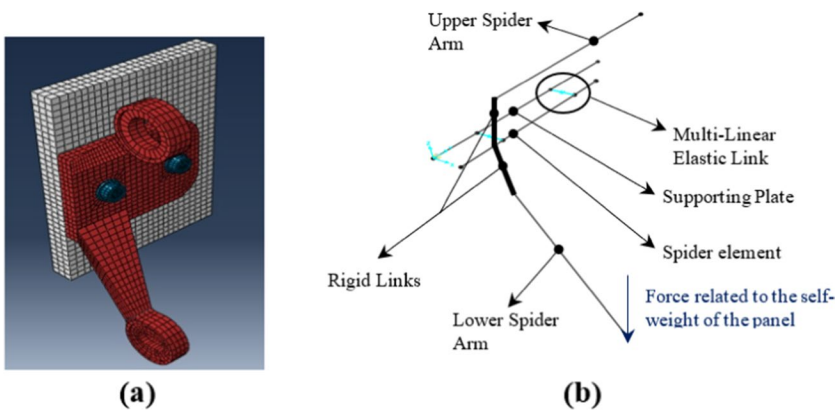 Upper Spider
Arm
Multi-Linear
Elastic Link
Supporting Plate
Spider element
Rigid Links
Lower Spider
Arm
Force related to the self-
weight of the panel
(a)
(b)